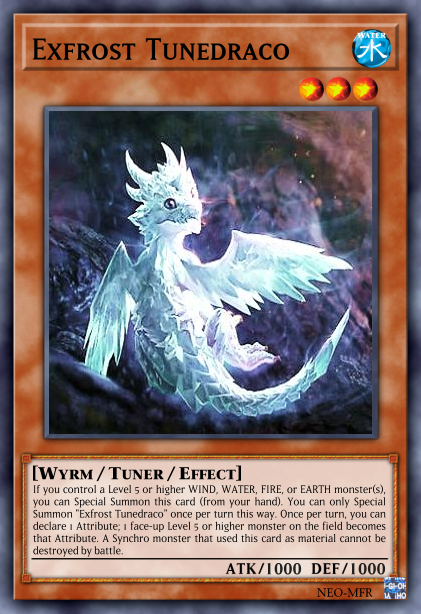 Exfrost Tunedraco
WATER
水
[Wyrm / Tuner / Effect]
If you control a Level 5 or higher WIND, WATER, FIRE, or EARTH monster(s),
you can Special Summon this card (from your hand). You can only Special
Summon "Exfrost Tunedraco" once per turn this way. Once per turn, you can
declare 1 Attribute; 1 face-up Level 5 or higher monster on the field becomes
that Attribute. A Synchro monster that used this card as material cannot be
destroyed by battle.
ATK/1000 DEF/1000
NEO-MFR